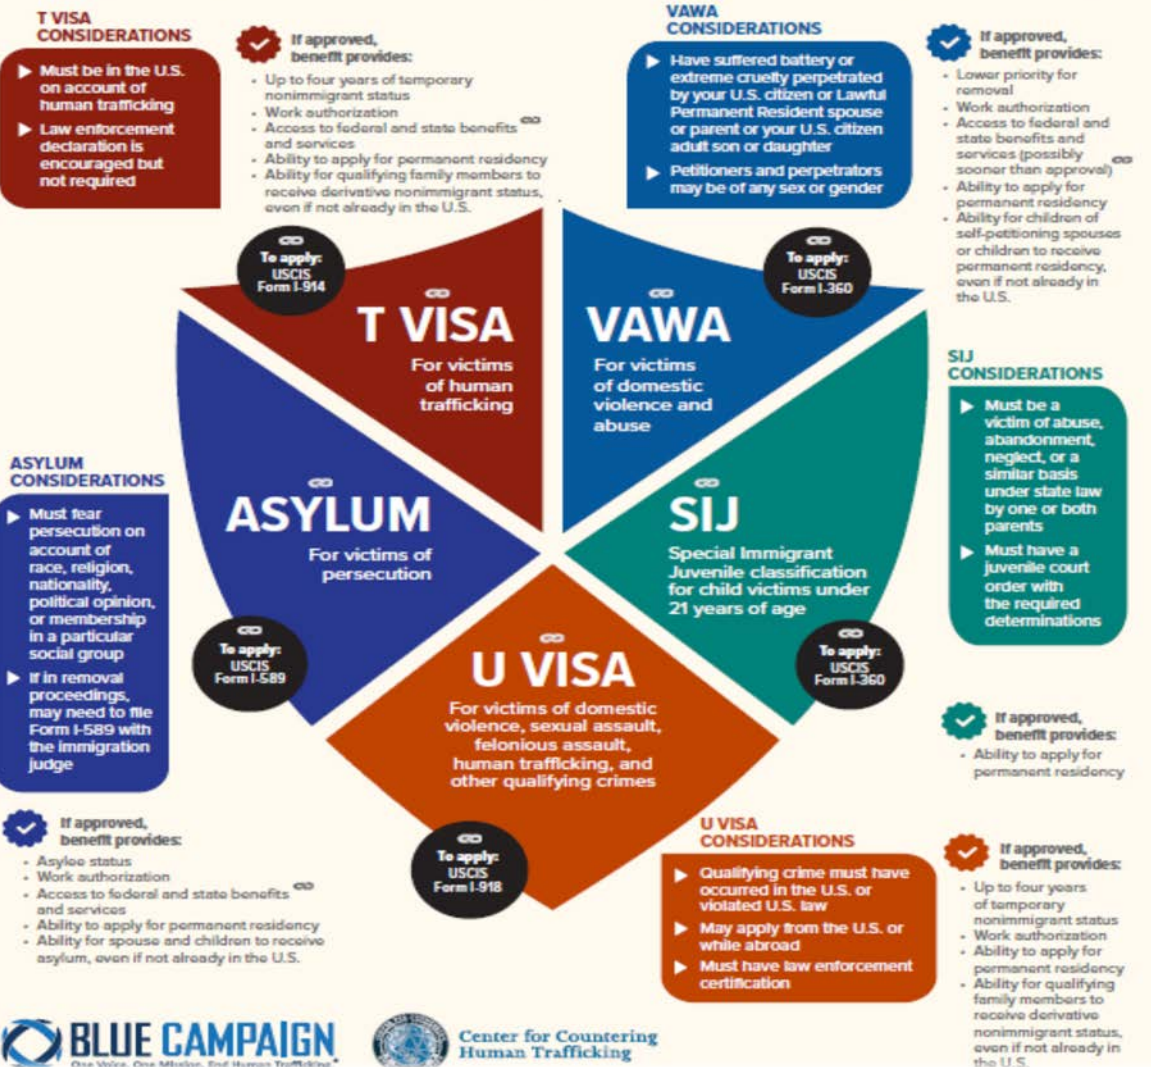 T VISA
CONSIDERATIONS
Must be in the U.S.
on account of
human trafficking
Law enforcement
declaration is
encouraged but
not required
If approved,
benefit provides:
• Up to four years of temporary
nonimmigrant status
• Work authorization
• Access to federal and state benefits
and services
• Ability to apply for permanent residency
• Ability for qualifying family members to
receive derivative nonimmigrant status,
even if not already in the U.S.
VAWA
CONSIDERATIONS
Have suffered battery or
extreme cruelty perpetrated
by your U.S. citizen or Lawful
Permanent Resident spouse
or parent or your U.S. citizen
adult son or daughter
Petitioners and perpetrators
may be of any sex or gender
If approved,
benefit provides:
• Lower priority for
removal
• Work authorization
• Access to federal and
state benefits and
services (possibly
sooner than approval)
• Ability to apply for
permanent residency
• Ability for children of
self-petitioning spouses
or children to receive
permanent residency,
even if not already in
the U.S.
To apply:
USCIS
Form I-914
T VISA
For victims
of human
trafficking
To apply:
USCIS
Form I-360
VAWA
For victims
of domestic
violence and
abuse
ASYLUM
CONSIDERATIONS
Must fear
persecution on
account of
race, religion,
nationality,
political opinion,
or membership
in a particular
social group
If in removal
proceedings,
may need to file
Form I-589 with
the immigration
judge
ASYLUM
For victims of
persecution
To apply:
USCIS
Form I-589
If approved,
benefit provides:
• Asylee status
• Work authorization
• Access to federal and state benefits
and services
• Ability to apply for permanent residency
• Ability for spouse and children to receive
asylum, even if not already in the U.S.
SIJ
Special Immigrant
Juvenile classification
for child victims under
21 years of age
To apply:
USCIS
Form I-360
SIJ
CONSIDERATIONS
Must be a
victim of abuse,
abandonment,
neglect, or a
similar basis
under state law
by one or both
parents
Must have a
juvenile court
order with
the required
determinations
If approved,
benefit provides:
• Ability to apply for
permanent residency
U VISA
For victims of domestic
violence, sexual assault,
felonious assault,
human trafficking, and
other qualifying crimes
To apply:
USCIS
Form I-918
U VISA
CONSIDERATIONS
Qualifying crime must have
occurred in the U.S. or
violated U.S. law
May apply from the U.S. or
while abroad
Must have law enforcement
certification
If approved,
benefit provides:
• Up to four years
of temporary
nonimmigrant status
• Work authorization
• Ability to apply for
permanent residency
• Ability for qualifying
family members to
receive derivative
nonimmigrant status,
even if not already in
the U.S.
BLUE CAMPAIGN
One Voice. One Mission. End Human Trafficking.
Center for Countering
Human Trafficking